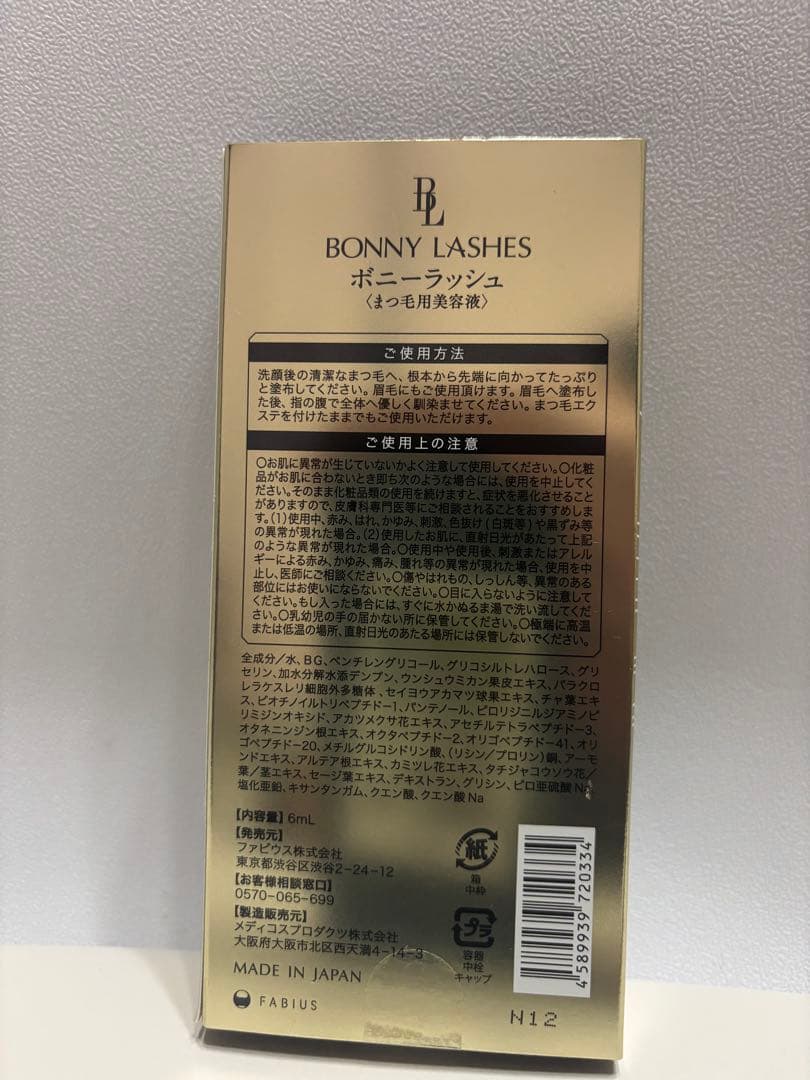 BL
BONNY LASHES
ボニーラッシュ
〈まつ毛用美容液〉
ご使用方法
洗顔後の清潔なまつ毛へ、根本から先端に向かってたっぷり
と塗布してください。眉毛にもご使用頂けます。眉毛へ塗布し
た後、指の腹で全体へ優しく馴染ませてください。まつ毛エク
ステを付けたままでもご使用いただけます。
ご使用上の注意
○お肌に異常が生じていないかよく注意して使用してください。○化粧
品がお肌に合わないとき即ち次のような場合には、使用を中止してく
ださい。そのまま化粧品類の使用を続けますと、症状を悪化させること
がありますので、皮膚科専門医等にご相談されることをおすすめしま
す。(1)使用中、赤み、はれ、かゆみ、刺激、色抜け(白斑等)や黒ずみ等
の異常が現れた場合。(2)使用したお肌に、直射日光があたって上記
のような異常が現れた場合。○使用中や使用後、刺激またはアレル
ギーによる赤み、かゆみ、痛み、腫れ等の異常が現れた場合、使用を中
止し、医師にご相談ください。○傷やはれもの、しっしん等、異常のある
部位にはお使いにならないでください。○目に入らないように注意して
ください。もし入った場合には、すぐに水かぬるま湯で洗い流してくだ
さい。○乳幼児の手の届かない所に保管してください。○極端に高温
または低温の場所、直射日光のあたる場所には保管しないでください。
全成分/水、BG、ペンチレングリコール、グリコシルトレハロース、グリ
セリン、加水分解水添デンプン、ウンシュウミカン果皮エキス、パラクロ
レラケスレリ細胞外多糖体、セイヨウアカマツ球果エキス、チャ葉エキ
ス、ビオチノイルトリペプチド-1、パンテノール、ピロリジニルジアミノピ
リミジンオキシド、アカツメクサ花エキス、アセチルテトラペプチド-3、
オタネニンジン根エキス、オクタペプチド-2、オリゴペプチド-41、オリ
ゴペプチド-20、メチルグルコシドリン酸、(リシン/プロリン)銅、アーモ
ンドエキス、アルテア根エキス、カミツレ花エキス、タチジャコウソウ花/
葉/茎エキス、セージ葉エキス、デキストラン、グリシン、ピロ亜硫酸Na、
塩化亜鉛、キサンタンガム、クエン酸、クエン酸Na
【内容量】6mL
【発売元】
ファビウス株式会社
東京都渋谷区渋谷2-24-12
【お客様相談窓口】
0570-065-699
【製造販売元】
メディコスプロダクツ株式会社
大阪府大阪市北区西天満4-14-3
MADE IN JAPAN
FABIUS
紙
箱
中枠
プラ
容器
中栓
キャップ
4 589939 720334
N12